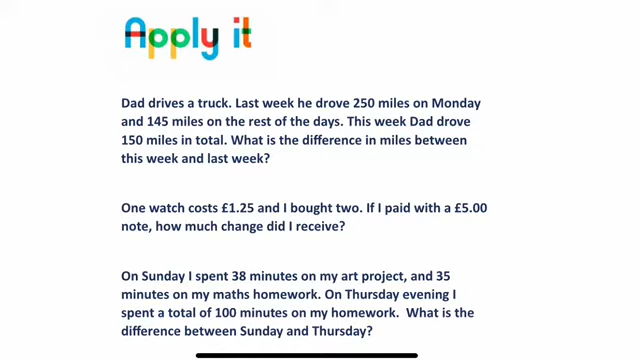 Apply it
Dad drives a truck. Last week he drove 250 miles on Monday
and 145 miles on the rest of the days. This week Dad drove
150 miles in total. What is the difference in miles between
this week and last week?
One watch costs £1.25 and I bought two. If I paid with a £5.00
note, how much change did I receive?
On Sunday I spent 38 minutes on my art project, and 35
minutes on my maths homework. On Thursday evening I
spent a total of 100 minutes on my homework. What is the
difference between Sunday and Thursday?